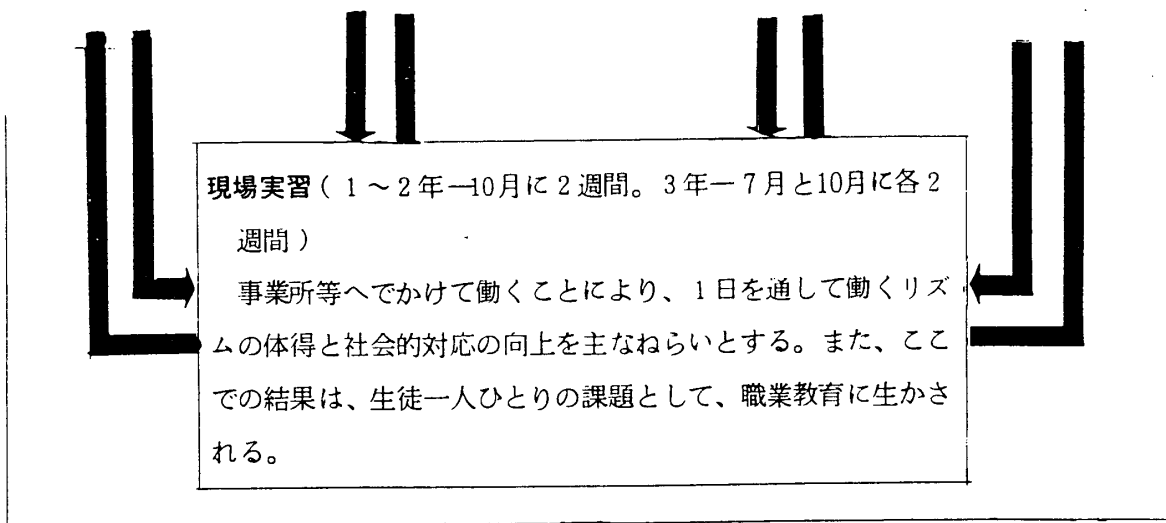 現場実習（1～2年―10月に2週間。3年―7月と10月に各2
週間）
事業所等へでかけて働くことにより、1日を通して働くリズ
ムの体得と社会的対応の向上を主なねらいとする。また、ここ
での結果は、生徒一人ひとりの課題として、職業教育に生かさ
れる。